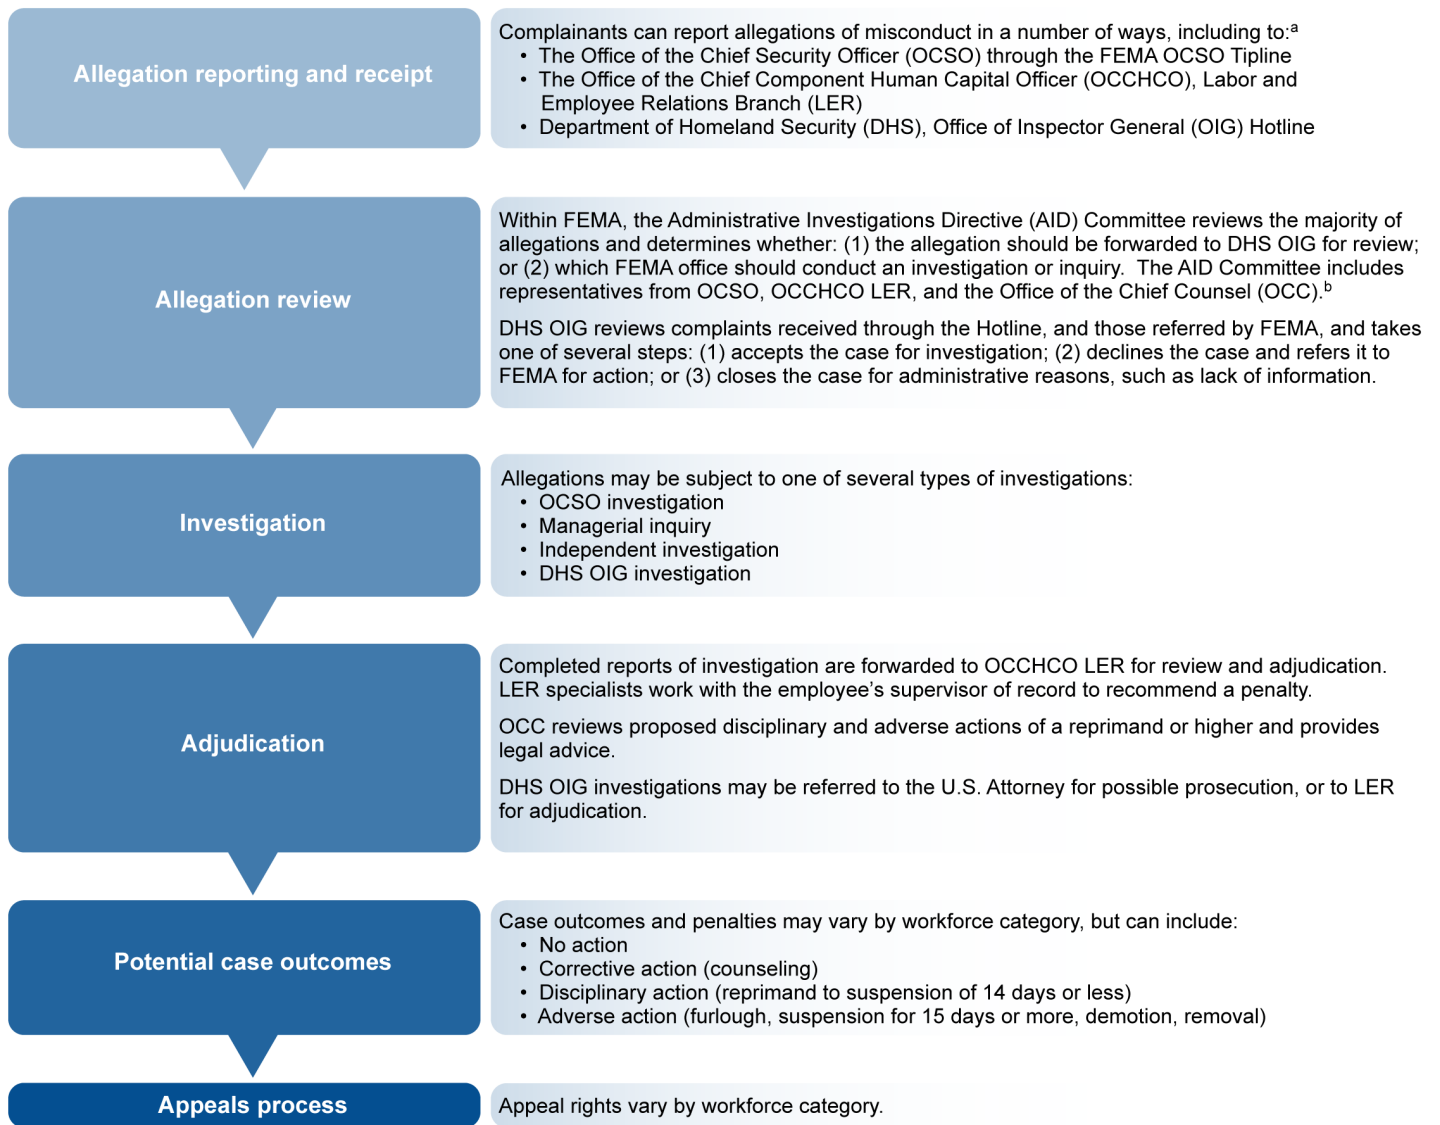 Allegation reporting and receipt
Complainants can report allegations of misconduct in a number of ways, including to:ᵃ
• The Office of the Chief Security Officer (OCSO) through the FEMA OCSO Tipline
• The Office of the Chief Component Human Capital Officer (OCCHCO), Labor and
Employee Relations Branch (LER)
• Department of Homeland Security (DHS), Office of Inspector General (OIG) Hotline
Allegation review
Within FEMA, the Administrative Investigations Directive (AID) Committee reviews the majority of
allegations and determines whether: (1) the allegation should be forwarded to DHS OIG for review;
or (2) which FEMA office should conduct an investigation or inquiry.  The AID Committee includes
representatives from OCSO, OCCHCO LER, and the Office of the Chief Counsel (OCC).ᵇ
DHS OIG reviews complaints received through the Hotline, and those referred by FEMA, and takes
one of several steps: (1) accepts the case for investigation; (2) declines the case and refers it to
FEMA for action; or (3) closes the case for administrative reasons, such as lack of information.
Investigation
Allegations may be subject to one of several types of investigations:
• OCSO investigation
• Managerial inquiry
• Independent investigation
• DHS OIG investigation
Adjudication
Completed reports of investigation are forwarded to OCCHCO LER for review and adjudication.
LER specialists work with the employee’s supervisor of record to recommend a penalty.
OCC reviews proposed disciplinary and adverse actions of a reprimand or higher and provides
legal advice.
DHS OIG investigations may be referred to the U.S. Attorney for possible prosecution, or to LER
for adjudication.
Potential case outcomes
Case outcomes and penalties may vary by workforce category, but can include:
• No action
• Corrective action (counseling)
• Disciplinary action (reprimand to suspension of 14 days or less)
• Adverse action (furlough, suspension for 15 days or more, demotion, removal)
Appeals process
Appeal rights vary by workforce category.